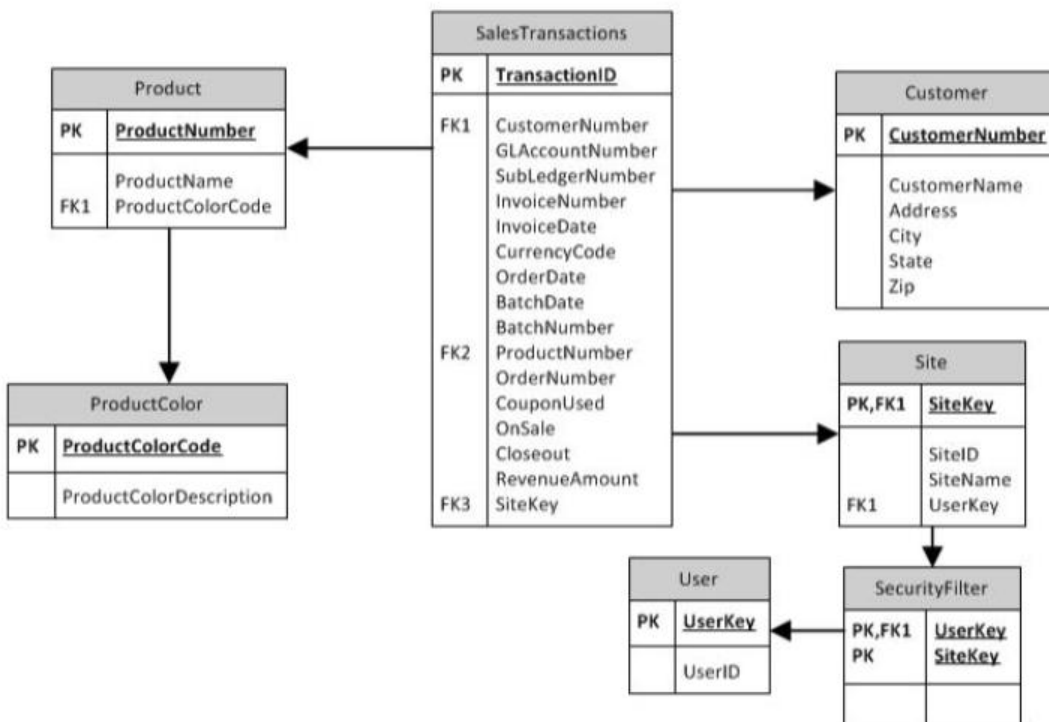 SalesTransactions
PK TransactionID
FK1 CustomerNumber
GLAccountNumber
SubLedgerNumber
InvoiceNumber
InvoiceDate
CurrencyCode
OrderDate
BatchDate
BatchNumber
FK2 ProductNumber
OrderNumber
CouponUsed
OnSale
Closeout
RevenueAmount
FK3 SiteKey
Product
PK ProductNumber
ProductName
FK1 ProductColorCode
Customer
PK CustomerNumber
CustomerName
Address
City
State
Zip
ProductColor
PK ProductColorCode
ProductColorDescription
Site
PK,FK1 SiteKey
SiteID
SiteName
FK1 UserKey
User
PK UserKey
UserID
SecurityFilter
PK,FK1 UserKey
PK SiteKey